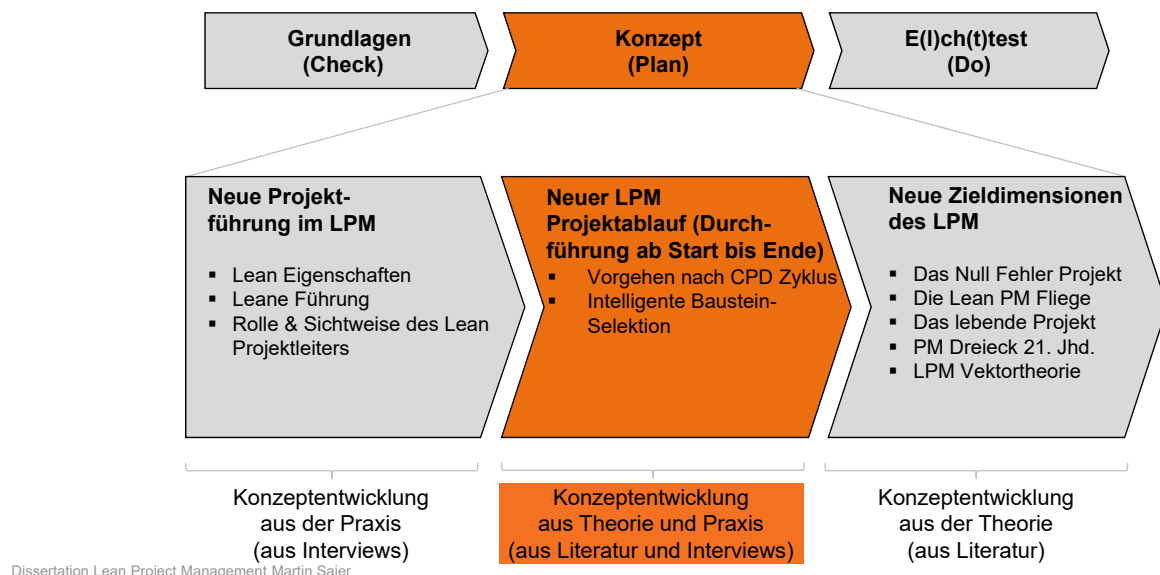 Grundlagen
(Check)
Konzept
(Plan)
E(l)ch(t)test
(Do)
Neue Projekt-
führung im LPM
▪ Lean Eigenschaften
▪ Leane Führung
▪ Rolle & Sichtweise des Lean
Projektleiters
Neuer LPM
Projektablauf (Durch-
führung ab Start bis Ende)
▪ Vorgehen nach CPD Zyklus
▪ Intelligente Baustein-
Selektion
Neue Zieldimensionen
des LPM
▪ Das Null Fehler Projekt
▪ Die Lean PM Fliege
▪ Das lebende Projekt
▪ PM Dreieck 21. Jhd.
▪ LPM Vektortheorie
Konzeptentwicklung
aus der Praxis
(aus Interviews)
Konzeptentwicklung
aus Theorie und Praxis
(aus Literatur und Interviews)
Konzeptentwicklung
aus der Theorie
(aus Literatur)
Dissertation Lean Project Management Martin Saier